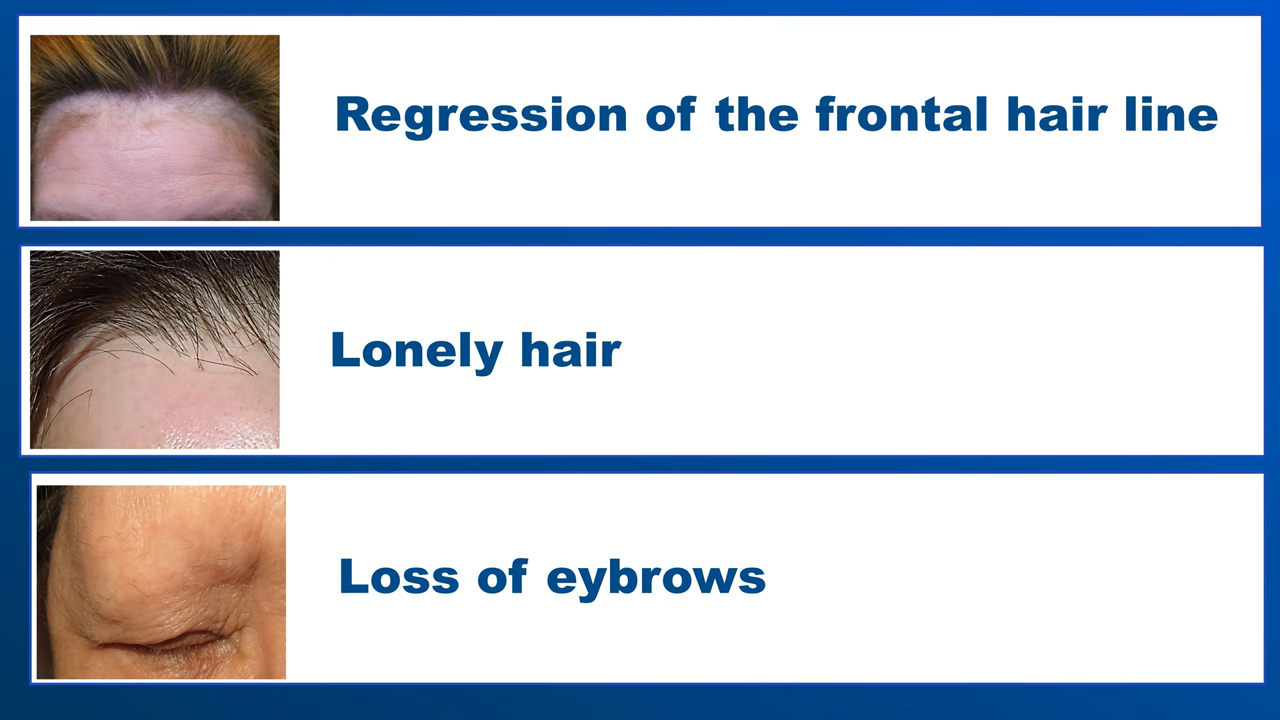 Regression of the frontal hair line
Lonely hair
Loss of eybrows